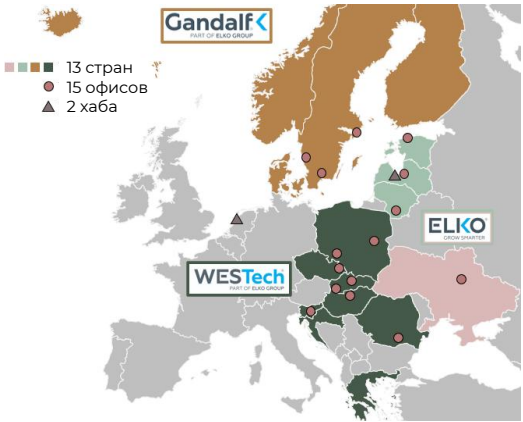 Gandalf
PART OF ELKO GROUP
13 стран
15 офисов
2 хаба
ELKO
GROW SMARTER
WESTech
PART OF ELKO GROUP